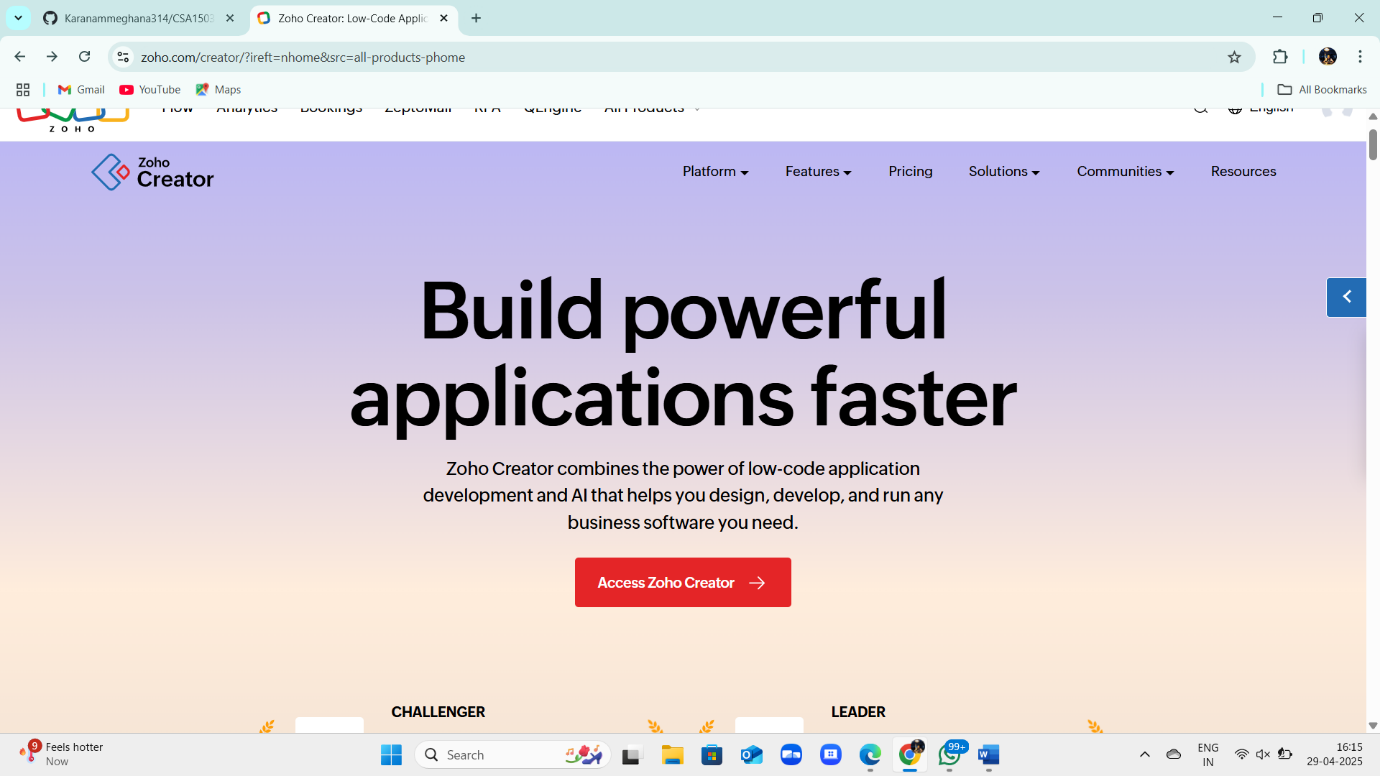 Karanammeghana314/CSA1503
Zoho Creator: Low-Code Applic
zoho.com/creator/?ireft=nhome&src=all-products-phome
Gmail
YouTube
Maps
All Bookmarks
ZOHO
Flow Analytics Bookings ZeptoMail RPA QEngine All Products
English
Zoho
Creator
Platform
Features
Pricing
Solutions
Communities
Resources
Build powerful
applications faster
Zoho Creator combines the power of low-code application
development and AI that helps you design, develop, and run any
business software you need.
Access Zoho Creator
CHALLENGER
LEADER
9
Feels hotter
Now
Search
99+
ENG
IN
16:15
29-04-2025